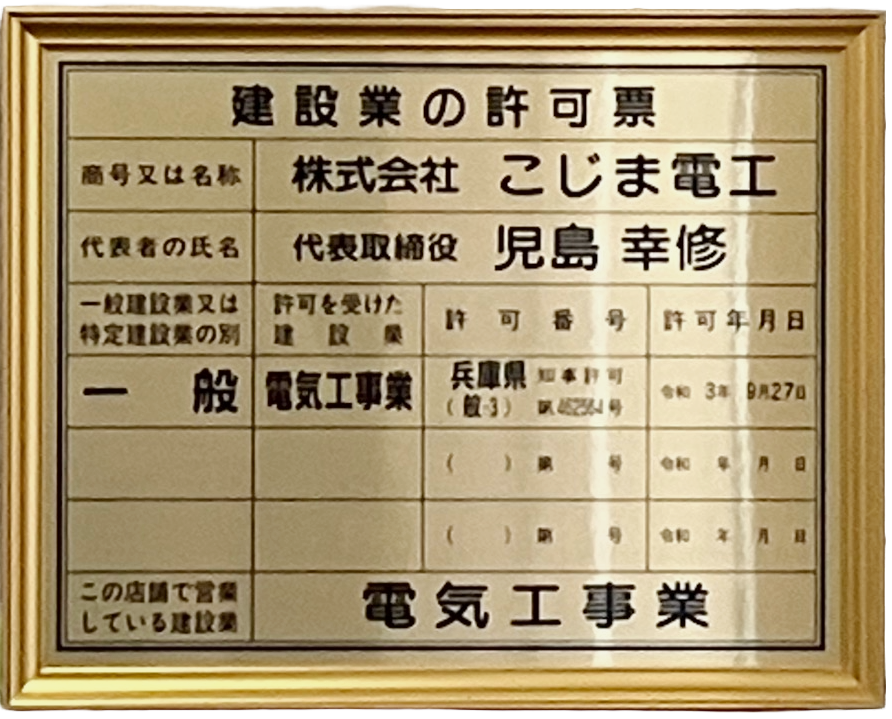 建設業の許可票
商号又は名称 株式会社 こじま電工
代表者の氏名 代表取締役 児島 幸修
一般建設業又は特定建設業の別 許可を受けた建設業 許可番号 許可年月日
一般 電気工事業 兵庫県 知事許可 (般-3) 第462564号 令和 3年 9月27日
( ) 第 号 令和 年 月 日
( ) 第 号 令和 年 月 日
この店舗で営業している建設業 電気工事業